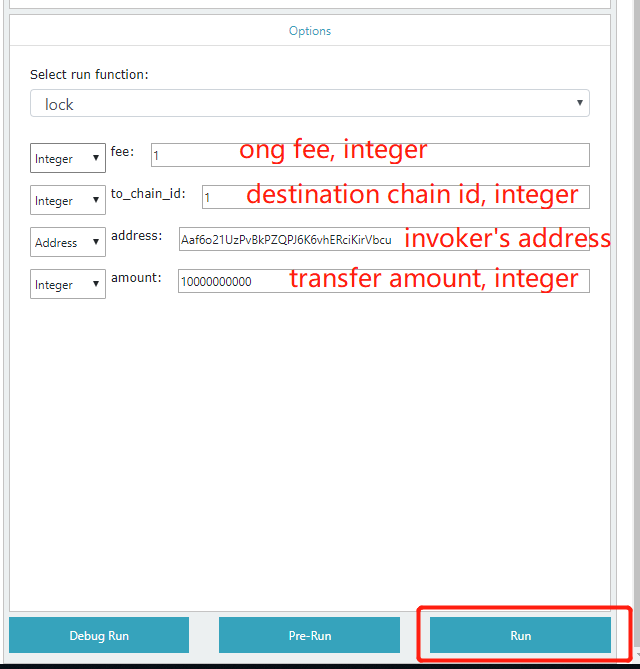 Options
Select run function:
lock
Integer fee: 1 ong fee, integer
Integer to_chain_id: 1 destination chain id, integer
Address address: Aaf6o21UzPvBkPZQPJ6K6vhERciKirVbcu invoker's address
Integer amount: 10000000000 transfer amount, integer
Debug Run Pre-Run Run